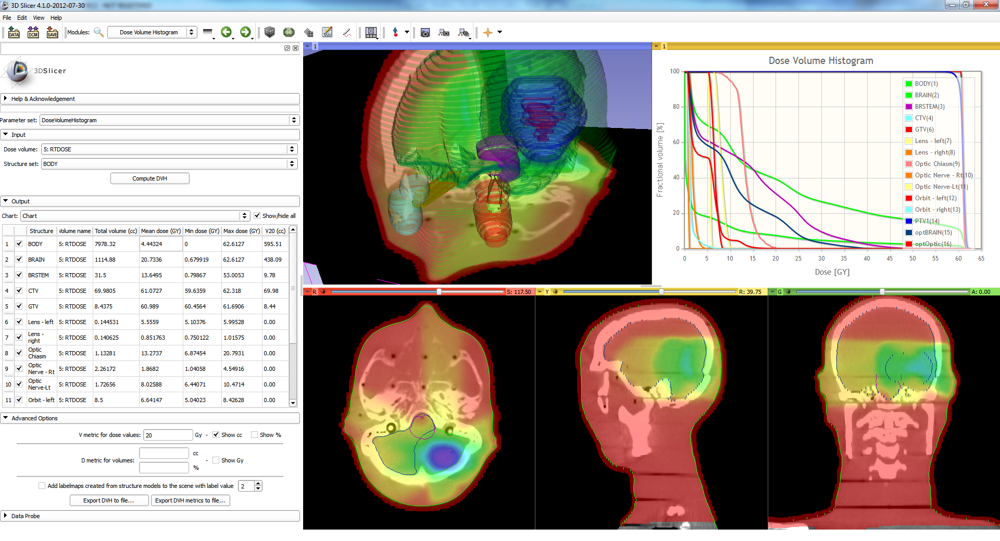 3D Slicer 4.1.0-2012-07-30
File Edit View Help
DATA DCM SAVE Modules: Dose Volume Histogram
3DSlicer
Help & Acknowledgement
Parameter set: DoseVolumeHistogram
Input
Dose volume: 5: RTDOSE
Structure set: BODY
Compute DVH
Output
Chart: Chart Show/hide all
Structure Volume name Total volume (cc) Mean dose (GY) Min dose (GY) Max dose (GY) V20 (cc)
1 BODY 5: RTDOSE 7978.32 4.44324 0 62.6127 595.51
2 BRAIN 5: RTDOSE 1114.88 20.7336 0.679919 62.6127 438.09
3 BRSTEM 5: RTDOSE 31.5 13.6495 0.79867 53.0053 9.78
4 CTV 5: RTDOSE 69.9805 61.0727 59.6359 62.318 69.98
5 GTV 5: RTDOSE 8.4375 60.989 60.4564 61.6906 8.44
6 Lens - left 5: RTDOSE 0.144531 5.5559 5.10376 5.99528 0.00
7 Lens - right 5: RTDOSE 0.140625 0.851763 0.750122 1.01575 0.00
8 Optic Chiasm 5: RTDOSE 1.13281 13.2737 6.87454 20.7931 0.00
9 Optic Nerve - Rt 5: RTDOSE 2.26172 1.8682 1.04058 4.54916 0.00
10 Optic Nerve-Lt 5: RTDOSE 1.72656 8.02588 6.44071 10.4714 0.00
11 Orbit - left 5: RTDOSE 8.5 6.64147 5.04023 8.42628 0.00
Advanced Options
V metric for dose values: 20 Gy - Show cc Show %
D metric for volumes: cc - Show Gy
%
Add labelmaps created from structure models to the scene with label value 2
Export DVH to file... Export DVH metrics to file...
Data Probe
1
1
Dose Volume Histogram
100
80
60
40
20
0
Fractional volume [%]
0 5 10 15 20 25 30 35 40 45 50 55 60 65
Dose [GY]
BODY(1)
BRAIN(2)
BRSTEM(3)
CTV(4)
GTV(6)
Lens - left(7)
Lens - right(8)
Optic Chiasm(9)
Optic Nerve - Rt(10)
Optic Nerve-Lt(11)
Orbit - left(12)
Orbit - right(13)
PTV1(14)
optBRAIN(15)
optOptic(16)
R S: 117.50
Y R: 39.75
G A: 0.00